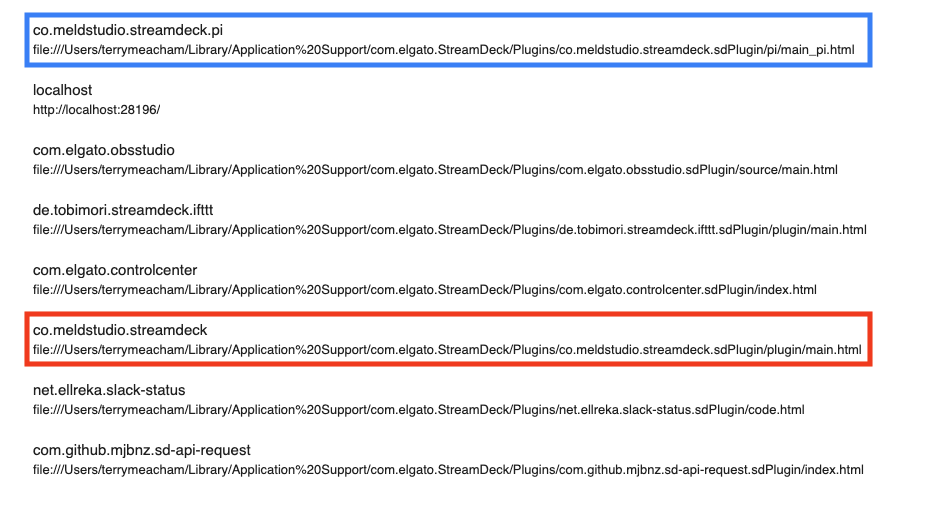 co.meldstudio.streamdeck.pi
file:///Users/terrymeacham/Library/Application%20Support/com.elgato.StreamDeck/Plugins/co.meldstudio.streamdeck.sdPlugin/pi/main_pi.html
localhost
http://localhost:28196/
com.elgato.obsstudio
file:///Users/terrymeacham/Library/Application%20Support/com.elgato.StreamDeck/Plugins/com.elgato.obsstudio.sdPlugin/source/main.html
de.tobimori.streamdeck.ifttt
file:///Users/terrymeacham/Library/Application%20Support/com.elgato.StreamDeck/Plugins/de.tobimori.streamdeck.ifttt.sdPlugin/plugin/main.html
com.elgato.controlcenter
file:///Users/terrymeacham/Library/Application%20Support/com.elgato.StreamDeck/Plugins/com.elgato.controlcenter.sdPlugin/index.html
co.meldstudio.streamdeck
file:///Users/terrymeacham/Library/Application%20Support/com.elgato.StreamDeck/Plugins/co.meldstudio.streamdeck.sdPlugin/plugin/main.html
net.ellreka.slack-status
file:///Users/terrymeacham/Library/Application%20Support/com.elgato.StreamDeck/Plugins/net.ellreka.slack-status.sdPlugin/code.html
com.github.mjbnz.sd-api-request
file:///Users/terrymeacham/Library/Application%20Support/com.elgato.StreamDeck/Plugins/com.github.mjbnz.sd-api-request.sdPlugin/index.html